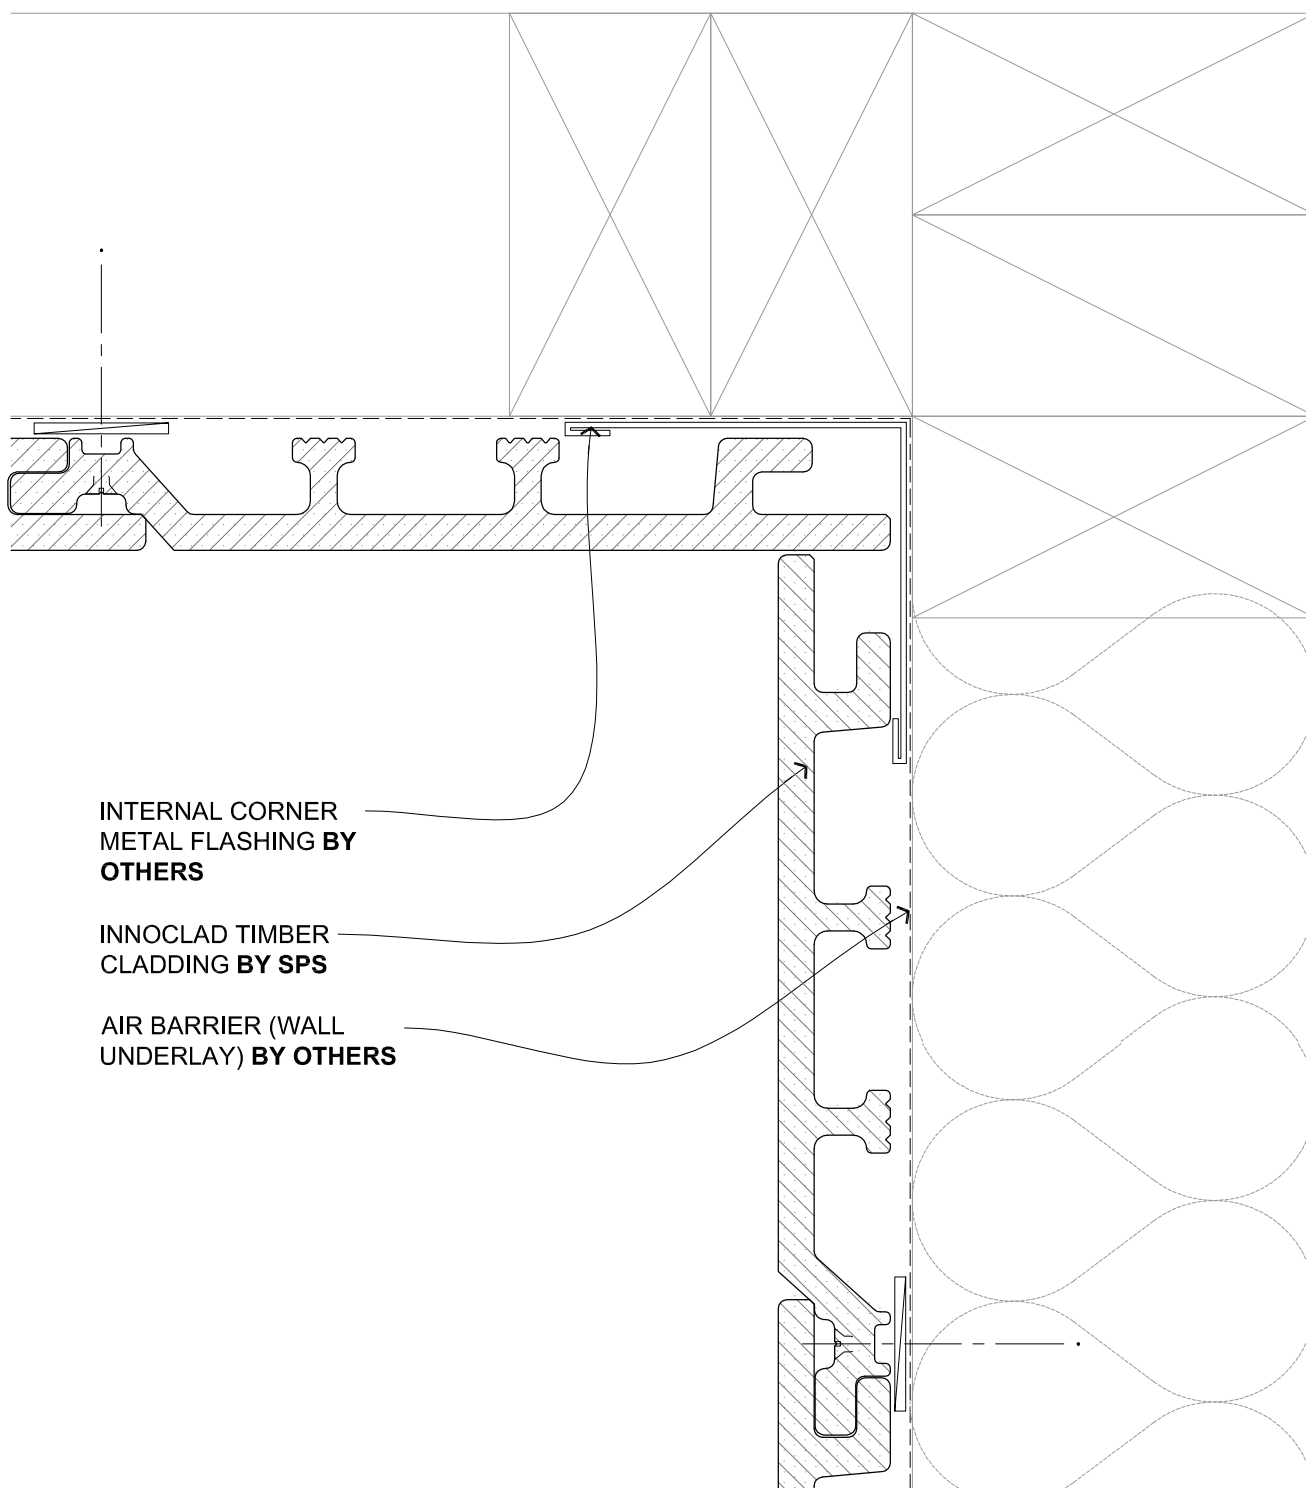 INTERNAL CORNER
METAL FLASHING BY
OTHERS
INNOCLAD TIMBER
CLADDING BY SPS
AIR BARRIER (WALL
UNDERLAY) BY OTHERS